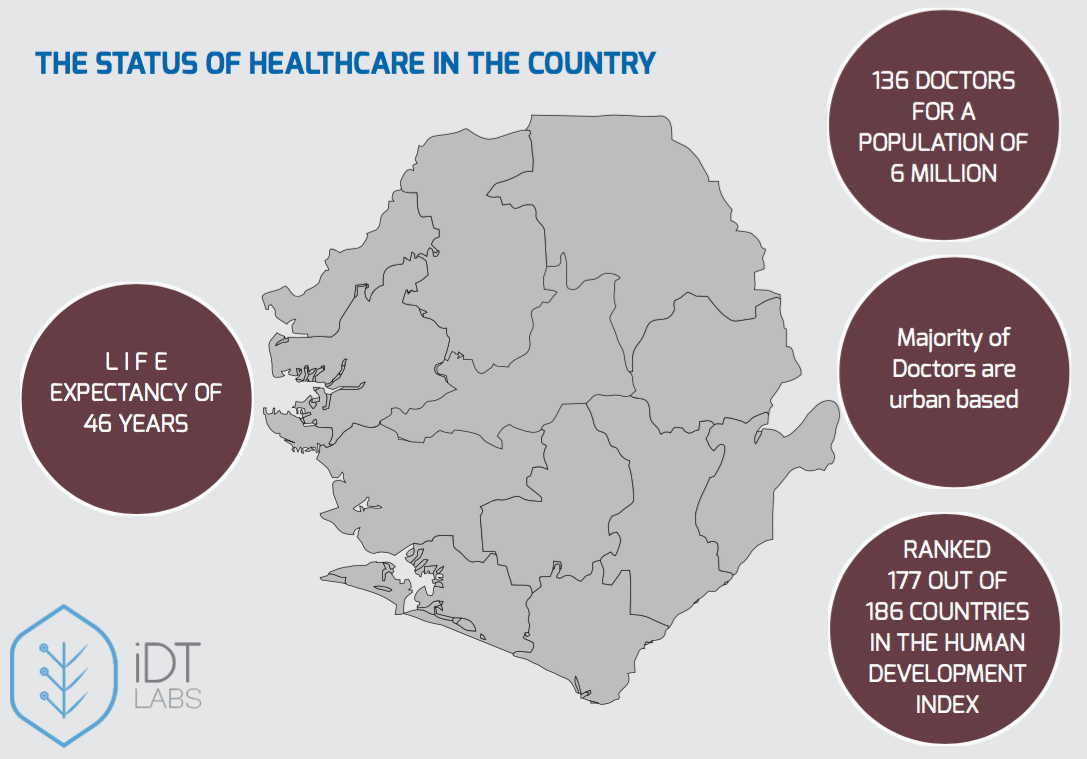 THE STATUS OF HEALTHCARE IN THE COUNTRY
136 DOCTORS
FOR A
POPULATION OF
6 MILLION
L I F E
EXPECTANCY OF
46 YEARS
Majority of
Doctors are
urban based
RANKED
177 OUT OF
186 COUNTRIES
IN THE HUMAN
DEVELOPMENT
INDEX
iDT
LABS